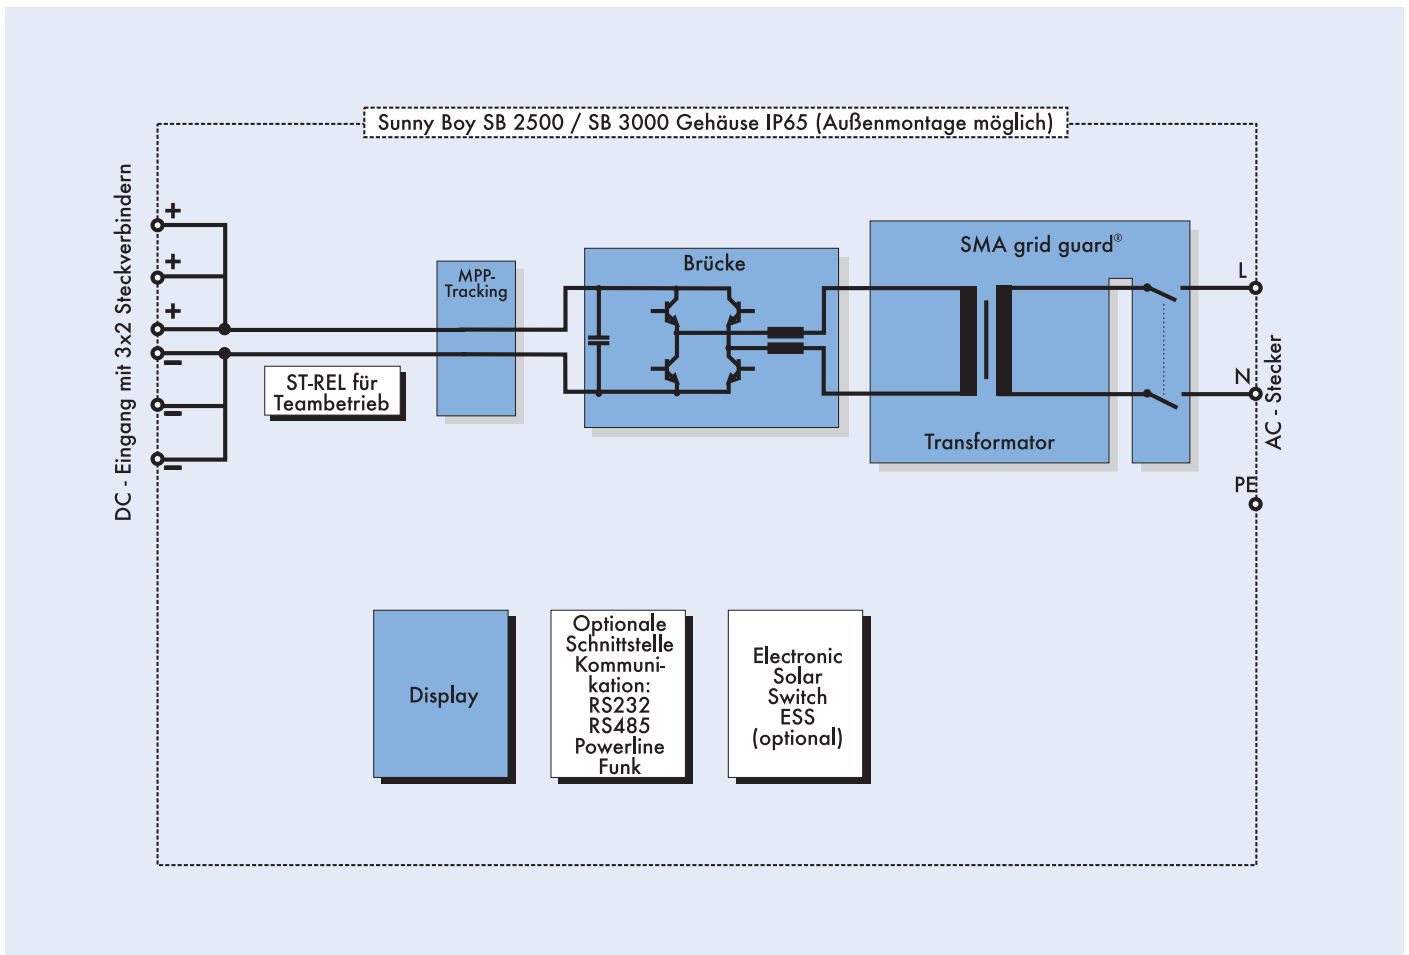 Sunny Boy SB 2500 / SB 3000 Gehäuse IP65 (Außenmontage möglich)
DC - Eingang mit 3x2 Steckverbindern
+
+
+
–
–
–
ST-REL für
Teambetrieb
MPP-
Tracking
Brücke
SMA grid guard®
Transformator
L
N
PE
AC - Stecker
Display
Optionale
Schnittstelle
Kommuni-
kation:
RS232
RS485
Powerline
Funk
Electronic
Solar
Switch
ESS
(optional)